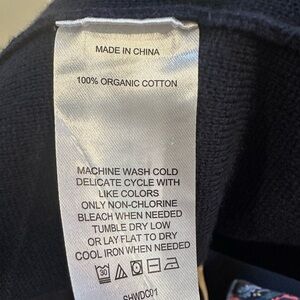 MADE IN CHINA
100% ORGANIC COTTON
MACHINE WASH COLD
DELICATE CYCLE WITH
LIKE COLORS
ONLY NON-CHLORINE
BLEACH WHEN NEEDED
TUMBLE DRY LOW
OR LAY FLAT TO DRY
COOL IRON WHEN NEEDED
30
SHWDC01